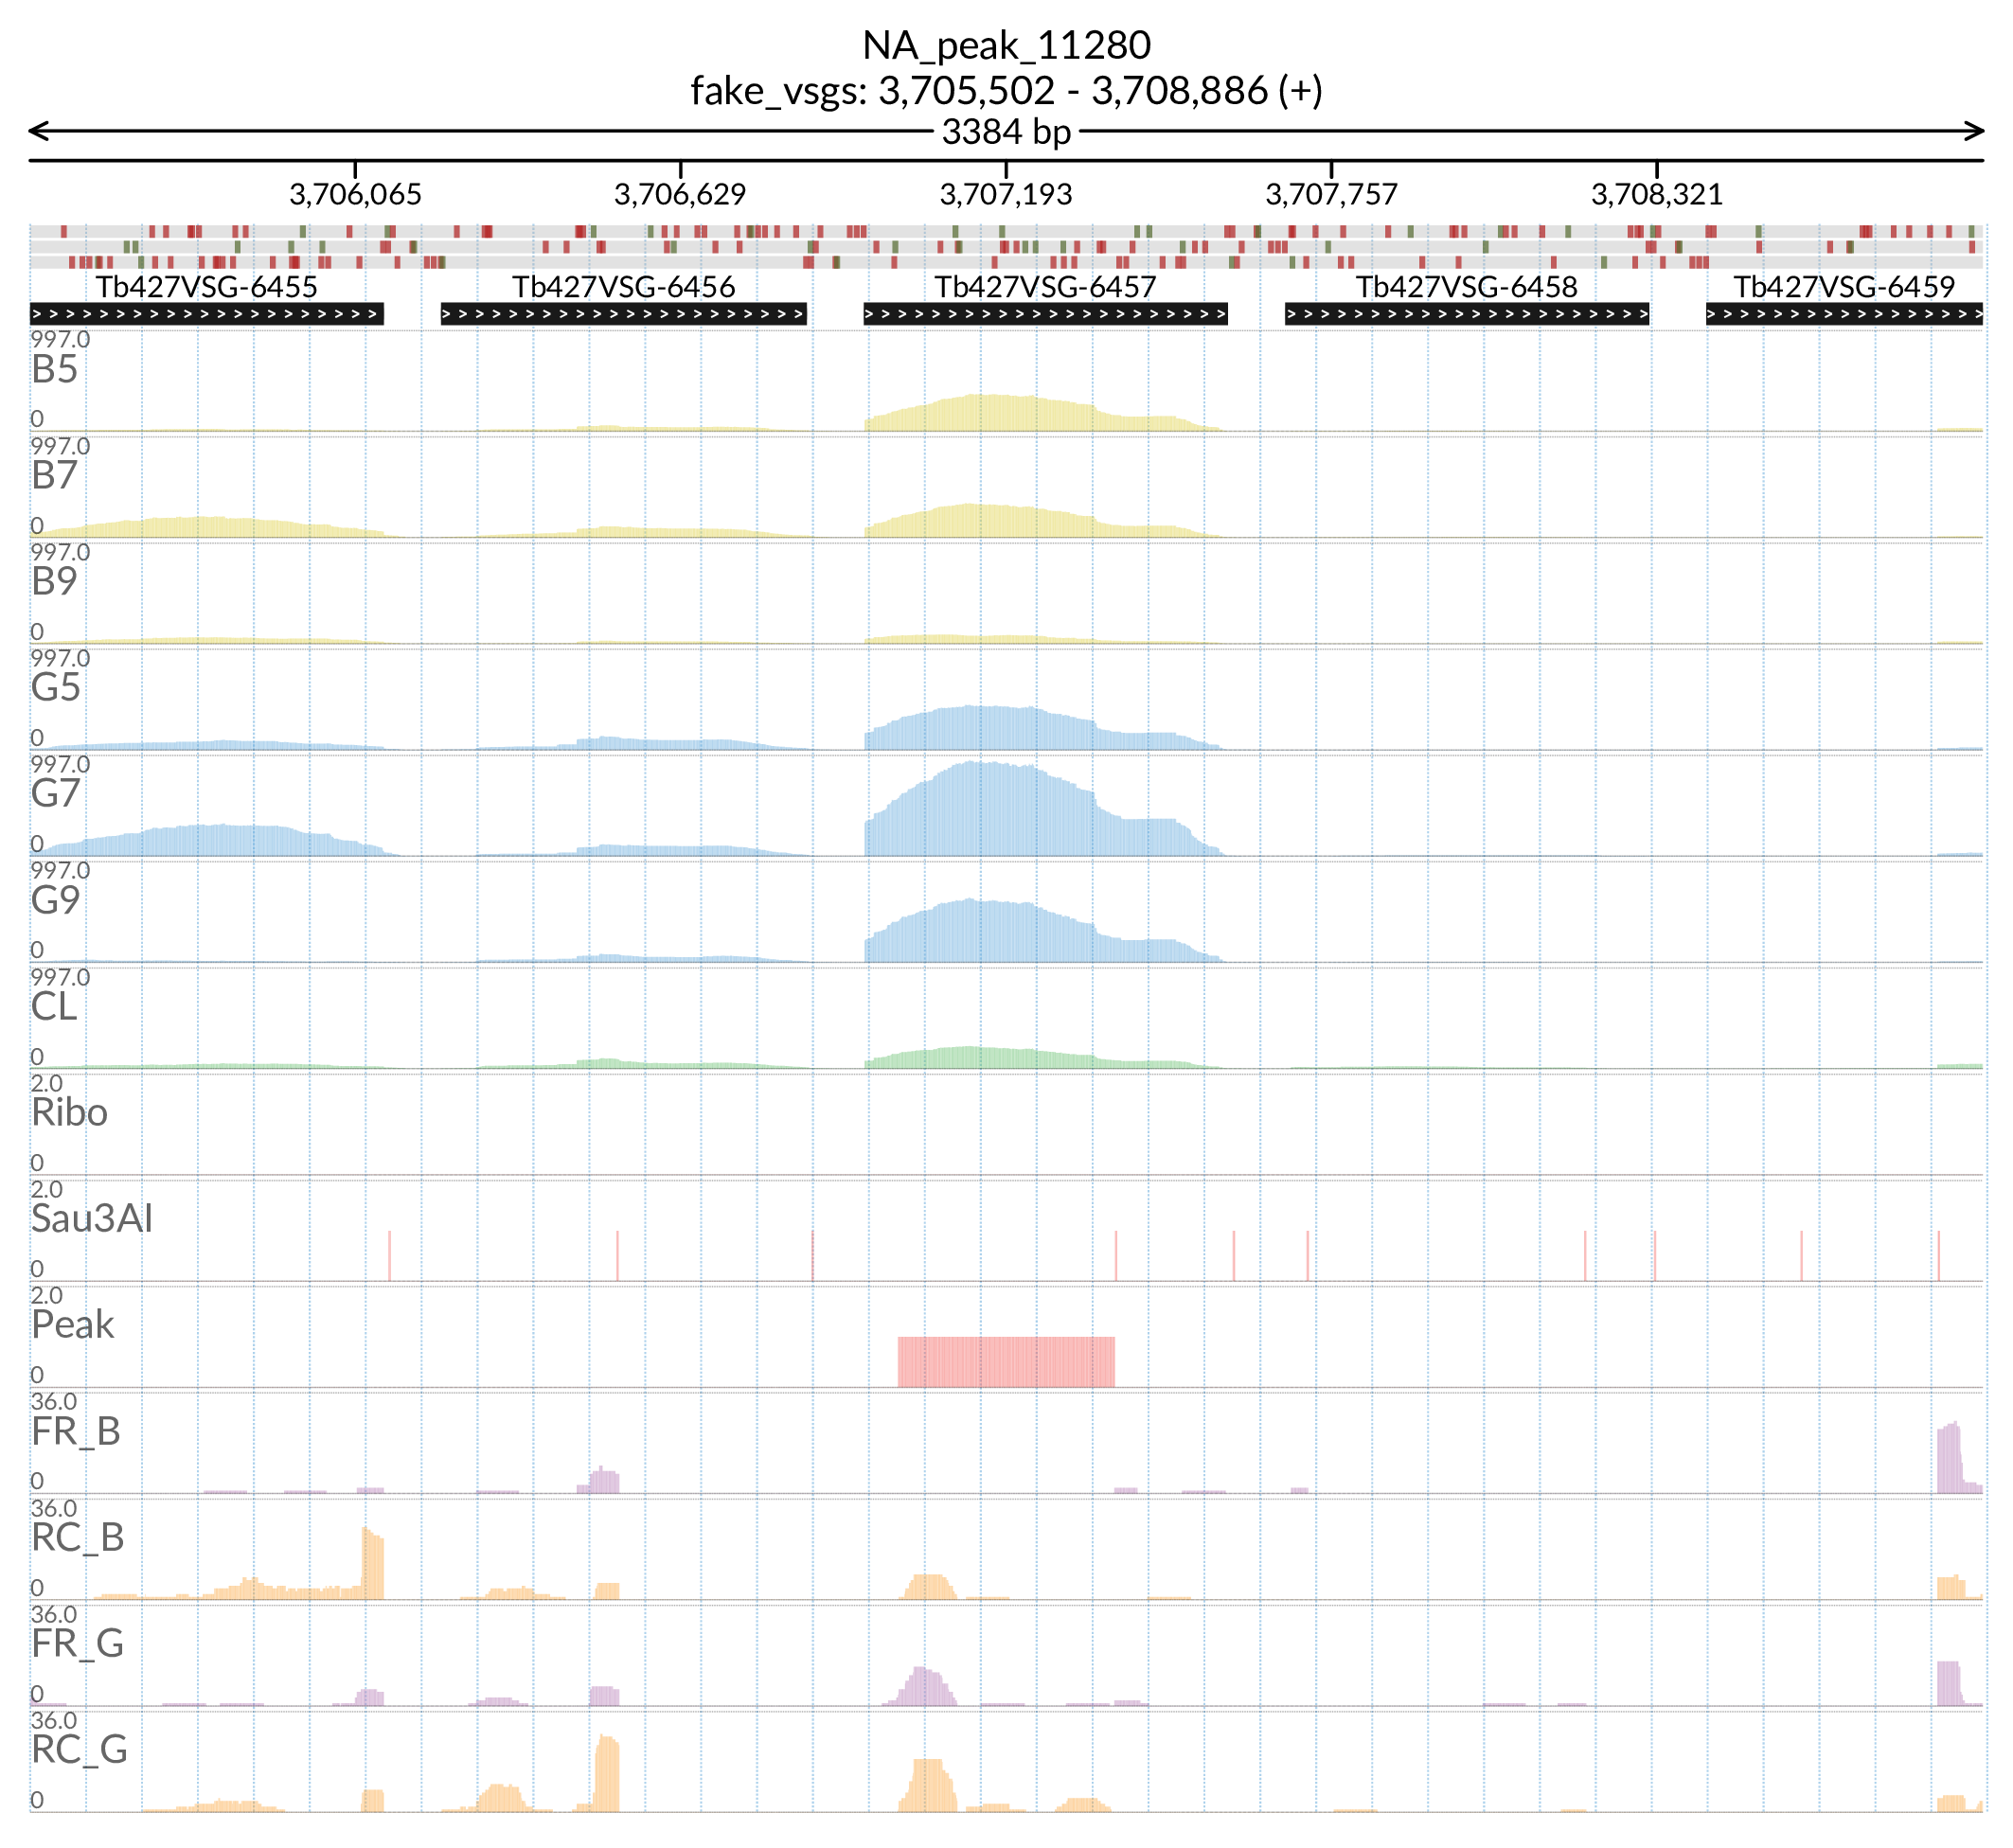 NA_peak_11280
fake_vsgs: 3,705,502 - 3,708,886 (+)
3384 bp
3,706,065 3,706,629 3,707,193 3,707,757 3,708,321
Tb427VSG-6455 Tb427VSG-6456 Tb427VSG-6457 Tb427VSG-6458 Tb427VSG-6459
997.0
B5
0
997.0
B7
0
997.0
B9
0
997.0
G5
0
997.0
G7
0
997.0
G9
0
997.0
CL
0
2.0
Ribo
0
2.0
Sau3AI
0
2.0
Peak
0
36.0
FR_B
0
36.0
RC_B
0
36.0
FR_G
0
36.0
RC_G
0